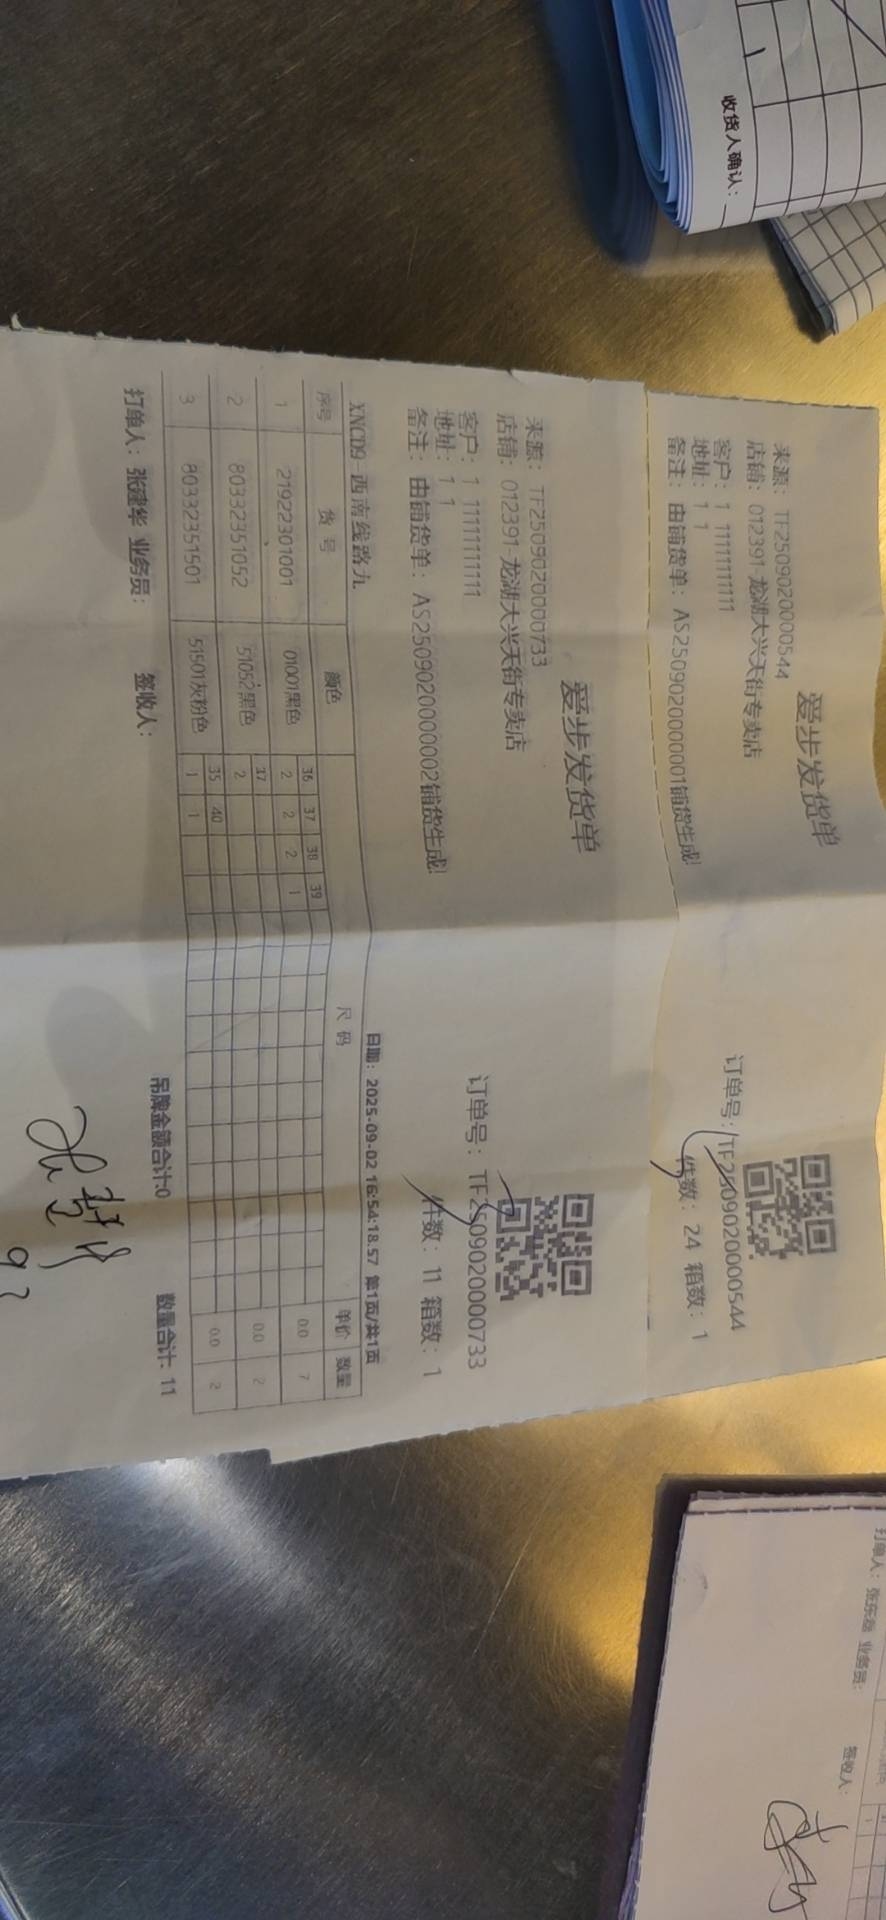 收货人确认：
爱步发货单
来源： TF2509020000544
订单号：TF2509020000544
店铺：012391-龙湖大兴天街专卖店
件数：24 箱数：1
客户：1 11111111111
地址：1 1
备注：由铺货单：AS2509020000001铺货生成!
爱步发货单
来源：TF2509020000733
订单号：TF2509020000733
店铺：012391-龙湖大兴天街专卖店
件数：11 箱数：1
客户：1 11111111111
地址：1 1
备注：由铺货单：AS2509020000002铺货生成!
XNCD9-西南线路九 日期：2025-09-02 16:54:18.57 第1页/共1页
序号 货号 颜色 尺码 单价 数量
36 37 38 39
1 21922301001 01001黑色 2 2 2 1 0.0 7
37
2 80332351052 51052黑色 2 0.0 2
35 40
3 80332351501 51501灰粉色 1 1 0.0 2
打单人：张建华 业务员： 签收人： 吊牌金额合计:0 数量合计：11
打单人：张东磊 业务员： 签收人：